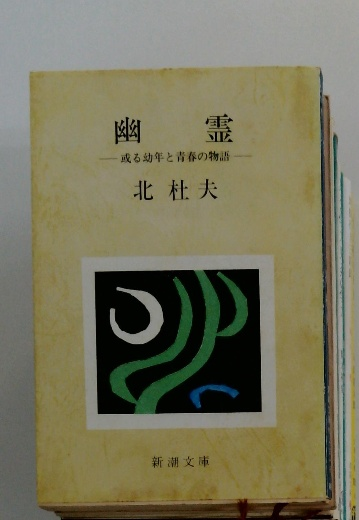 幽霊
——或る幼年と青春の物語——
北杜夫
新潮文庫